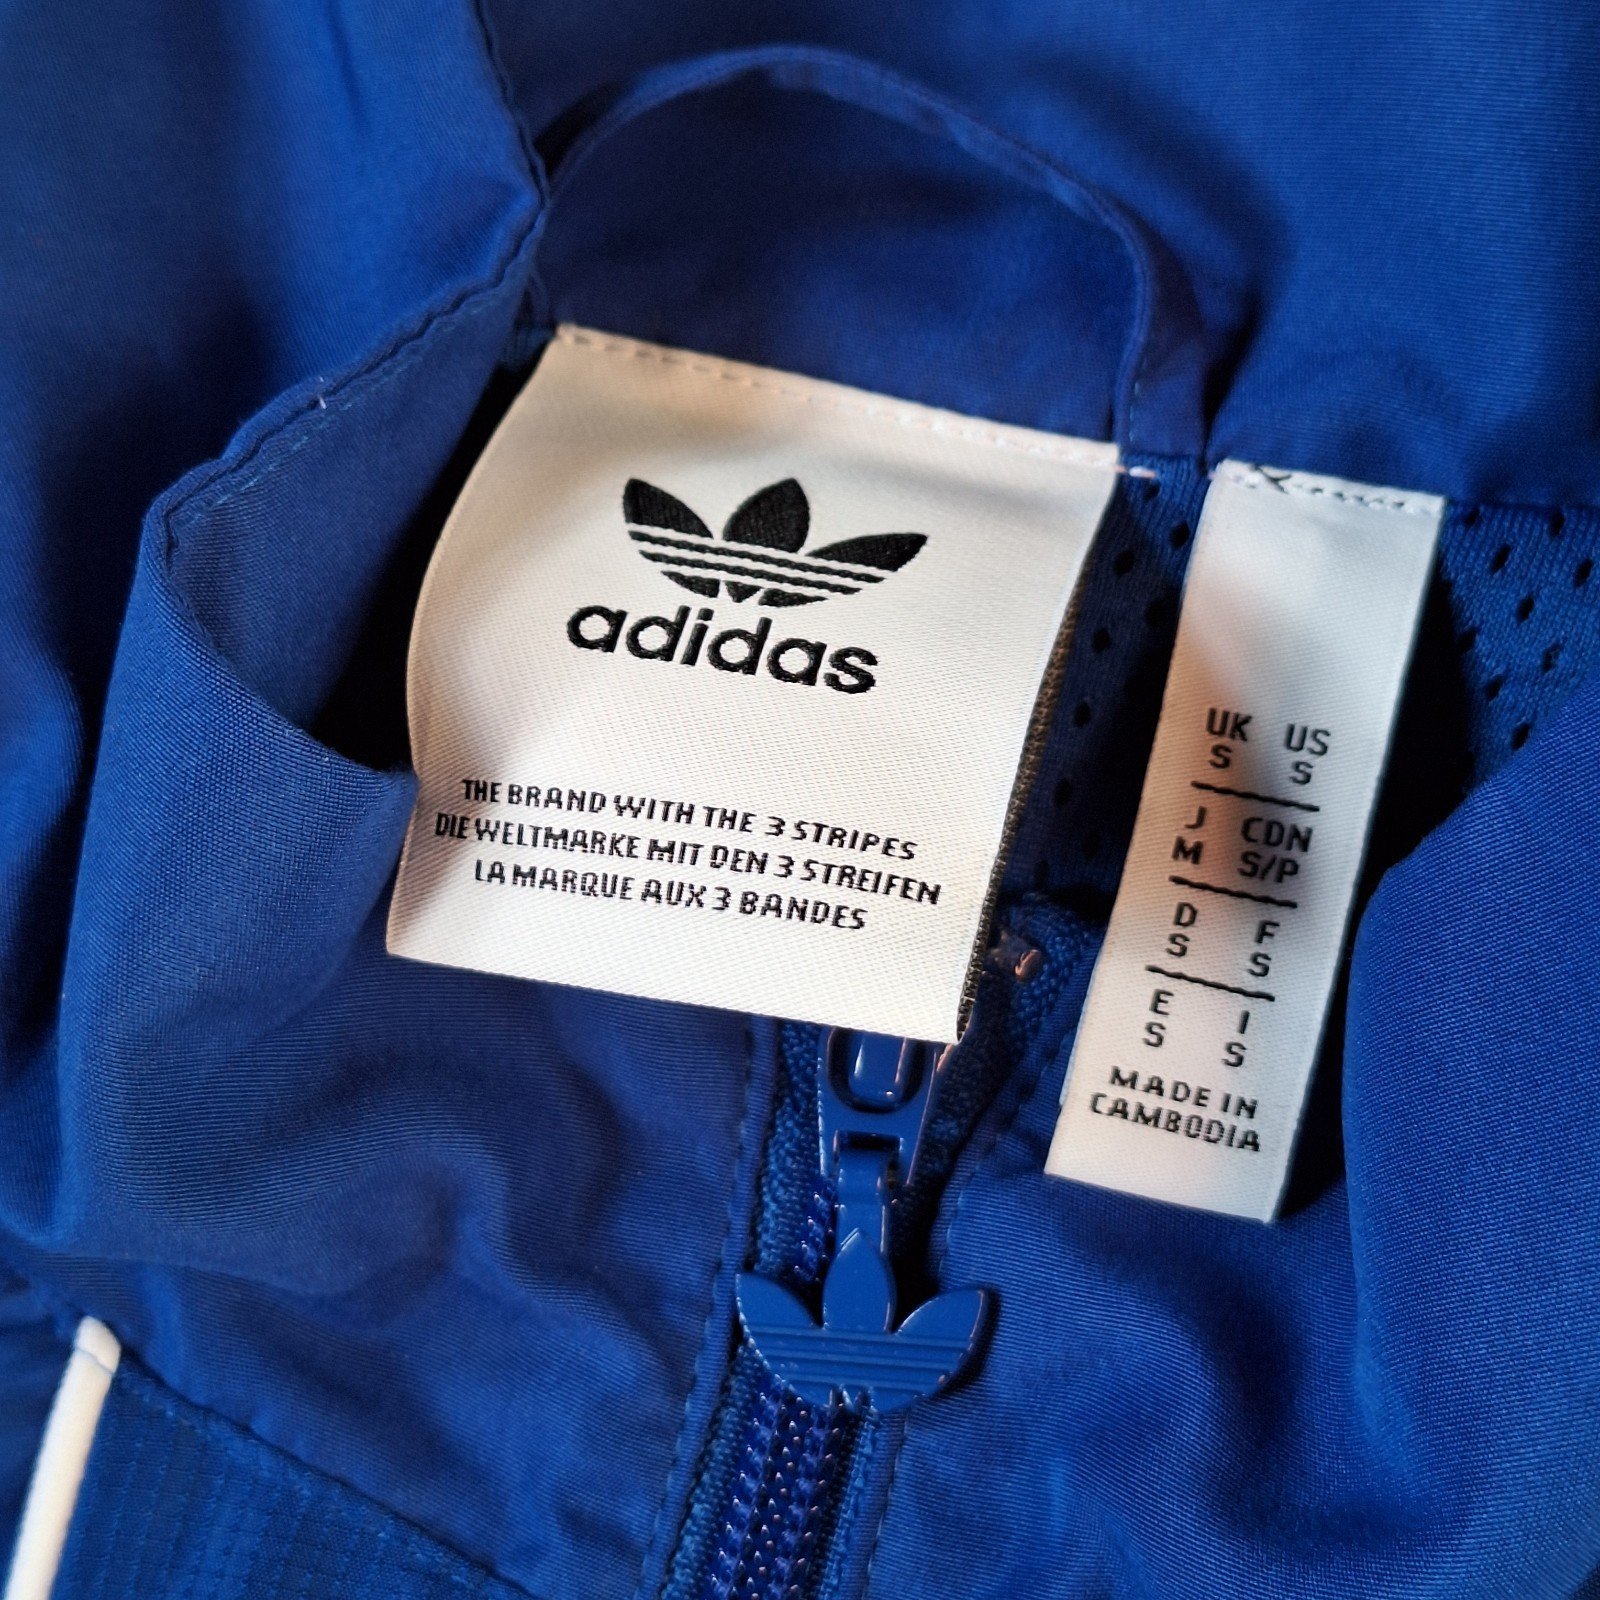 adidas
THE BRAND WITH THE 3 STRIPES
DIE WELTMARKE MIT DEN 3 STREIFEN
LA MARQUE AUX 3 BANDES
UK US
S S
J CDN
M S/P
D F
S S
E I
S S
MADE IN
CAMBODIA